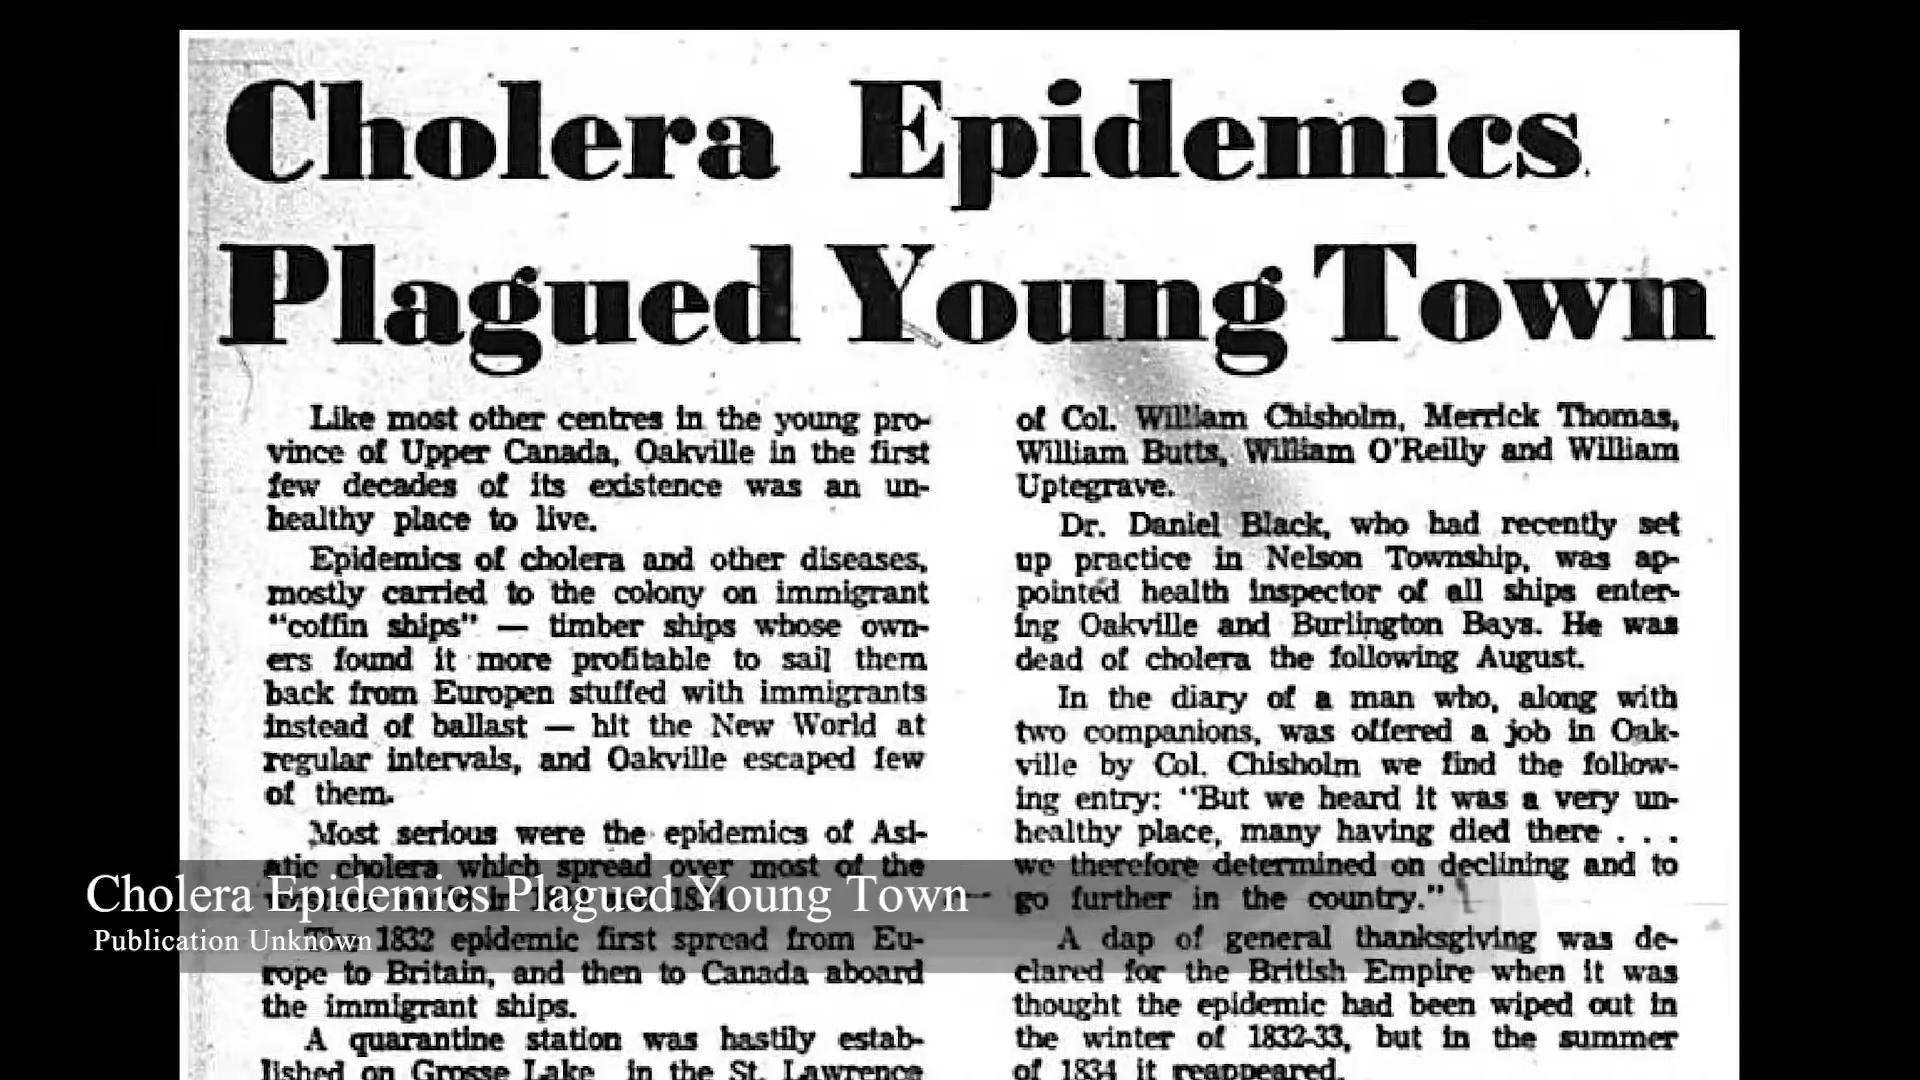 Cholera Epidemics
Plagued Young Town
Like most other centres in the young pro-
vince of Upper Canada, Oakville in the first
few decades of its existence was an un-
healthy place to live.
Epidemics of cholera and other diseases,
mostly carried to the colony on immigrant
"coffin ships" — timber ships whose own-
ers found it more profitable to sail them
back from Europen stuffed with immigrants
instead of ballast — hit the New World at
regular intervals, and Oakville escaped few
of them.
Most serious were the epidemics of Asi-
atic cholera which spread over most of the
The 1832 epidemic first spread from Eu-
rope to Britain, and then to Canada aboard
the immigrant ships.
A quarantine station was hastily estab-
lished on Grosse Lake in the St. Lawrence
of Col. William Chisholm, Merrick Thomas,
William Butts, William O'Reilly and William
Uptegrave.
Dr. Daniel Black, who had recently set
up practice in Nelson Township, was ap-
pointed health inspector of all ships enter-
ing Oakville and Burlington Bays. He was
dead of cholera the following August.
In the diary of a man who, along with
two companions, was offered a job in Oak-
ville by Col. Chisholm we find the follow-
ing entry: "But we heard it was a very un-
healthy place, many having died there . . .
we therefore determined on declining and to
go further in the country."
A dap of general thanksgiving was de-
clared for the British Empire when it was
thought the epidemic had been wiped out in
the winter of 1832-33, but in the summer
of 1834 it reappeared.
Cholera Epidemics Plagued Young Town
Publication Unknown